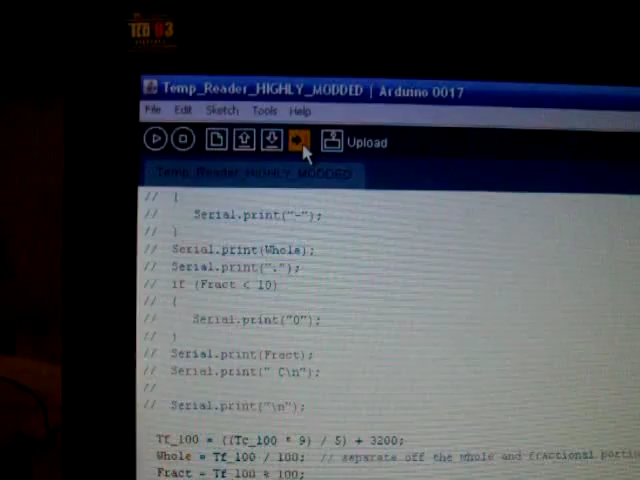 Temp_Reader_HIGHLY_MODDED | Arduino 0017
File Edit Sketch Tools Help
Upload
Temp_Reader_HIGHLY_MODDED
// {
// Serial.print("-");
// }
// Serial.print(Whole);
// Serial.print(".");
// if (Fract < 10)
// {
// Serial.print("0");
// }
// Serial.print(Fract);
// Serial.print(" C\n");
//
// Serial.print("\n");
Tf_100 = ((Tc_100 * 9) / 5) + 3200;
Whole = Tf_100 / 100; // separate off the whole and fractional
Fract = Tf_100 % 100;